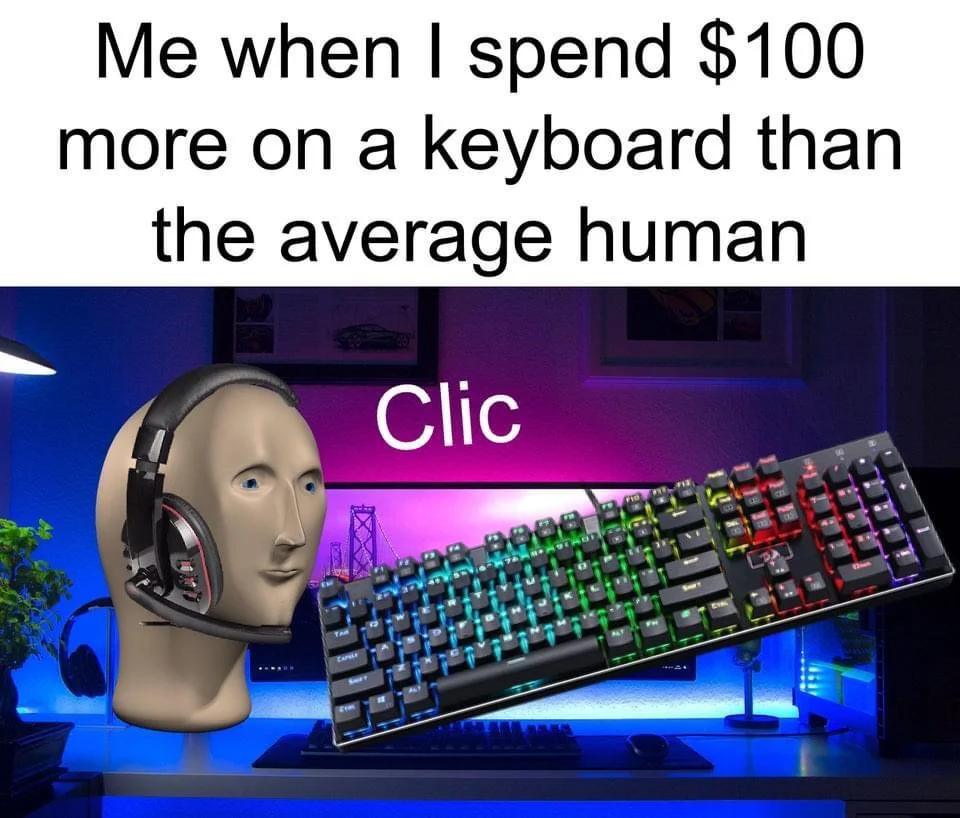 Me when I spend $100
more on a keyboard than
the average human
Clic